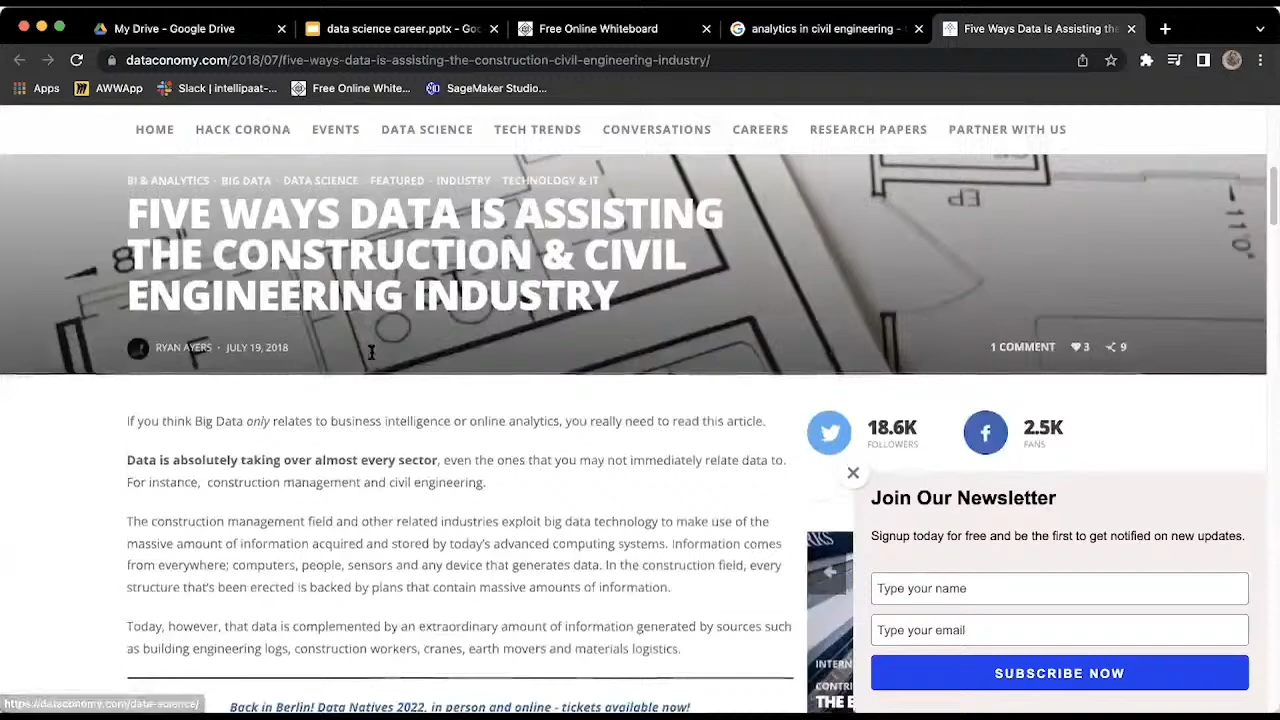 My Drive – Google Drive
data science career.pptx - Goo
Free Online Whiteboard
analytics in civil engineering -
Five Ways Data Is Assisting the
dataconomy.com/2018/07/five-ways-data-is-assisting-the-construction-civil-engineering-industry/
Apps
AWWApp
Slack | intellipaat-...
Free Online White...
SageMaker Studio...
HOME HACK CORONA EVENTS DATA SCIENCE TECH TRENDS CONVERSATIONS CAREERS RESEARCH PAPERS PARTNER WITH US
BI & ANALYTICS · BIG DATA · DATA SCIENCE · FEATURED · INDUSTRY · TECHNOLOGY & IT
FIVE WAYS DATA IS ASSISTING
THE CONSTRUCTION & CIVIL
ENGINEERING INDUSTRY
RYAN AYERS · JULY 19, 2018
1 COMMENT 3 9
EP
11'0"
If you think Big Data only relates to business intelligence or online analytics, you really need to read this article.
Data is absolutely taking over almost every sector, even the ones that you may not immediately relate data to.
For instance, construction management and civil engineering.
The construction management field and other related industries exploit big data technology to make use of the
massive amount of information acquired and stored by today's advanced computing systems. Information comes
from everywhere; computers, people, sensors and any device that generates data. In the construction field, every
structure that's been erected is backed by plans that contain massive amounts of information.
Today, however, that data is complemented by an extraordinary amount of information generated by sources such
as building engineering logs, construction workers, cranes, earth movers and materials logistics.
Back in Berlin! Data Natives 2022. in person and online - tickets available now!
18.6K
FOLLOWERS
2.5K
FANS
Join Our Newsletter
Signup today for free and be the first to get notified on new updates.
Type your name
Type your email
SUBSCRIBE NOW
INTERN
CONTRI
THE E
https://dataconomy.com/data-science/